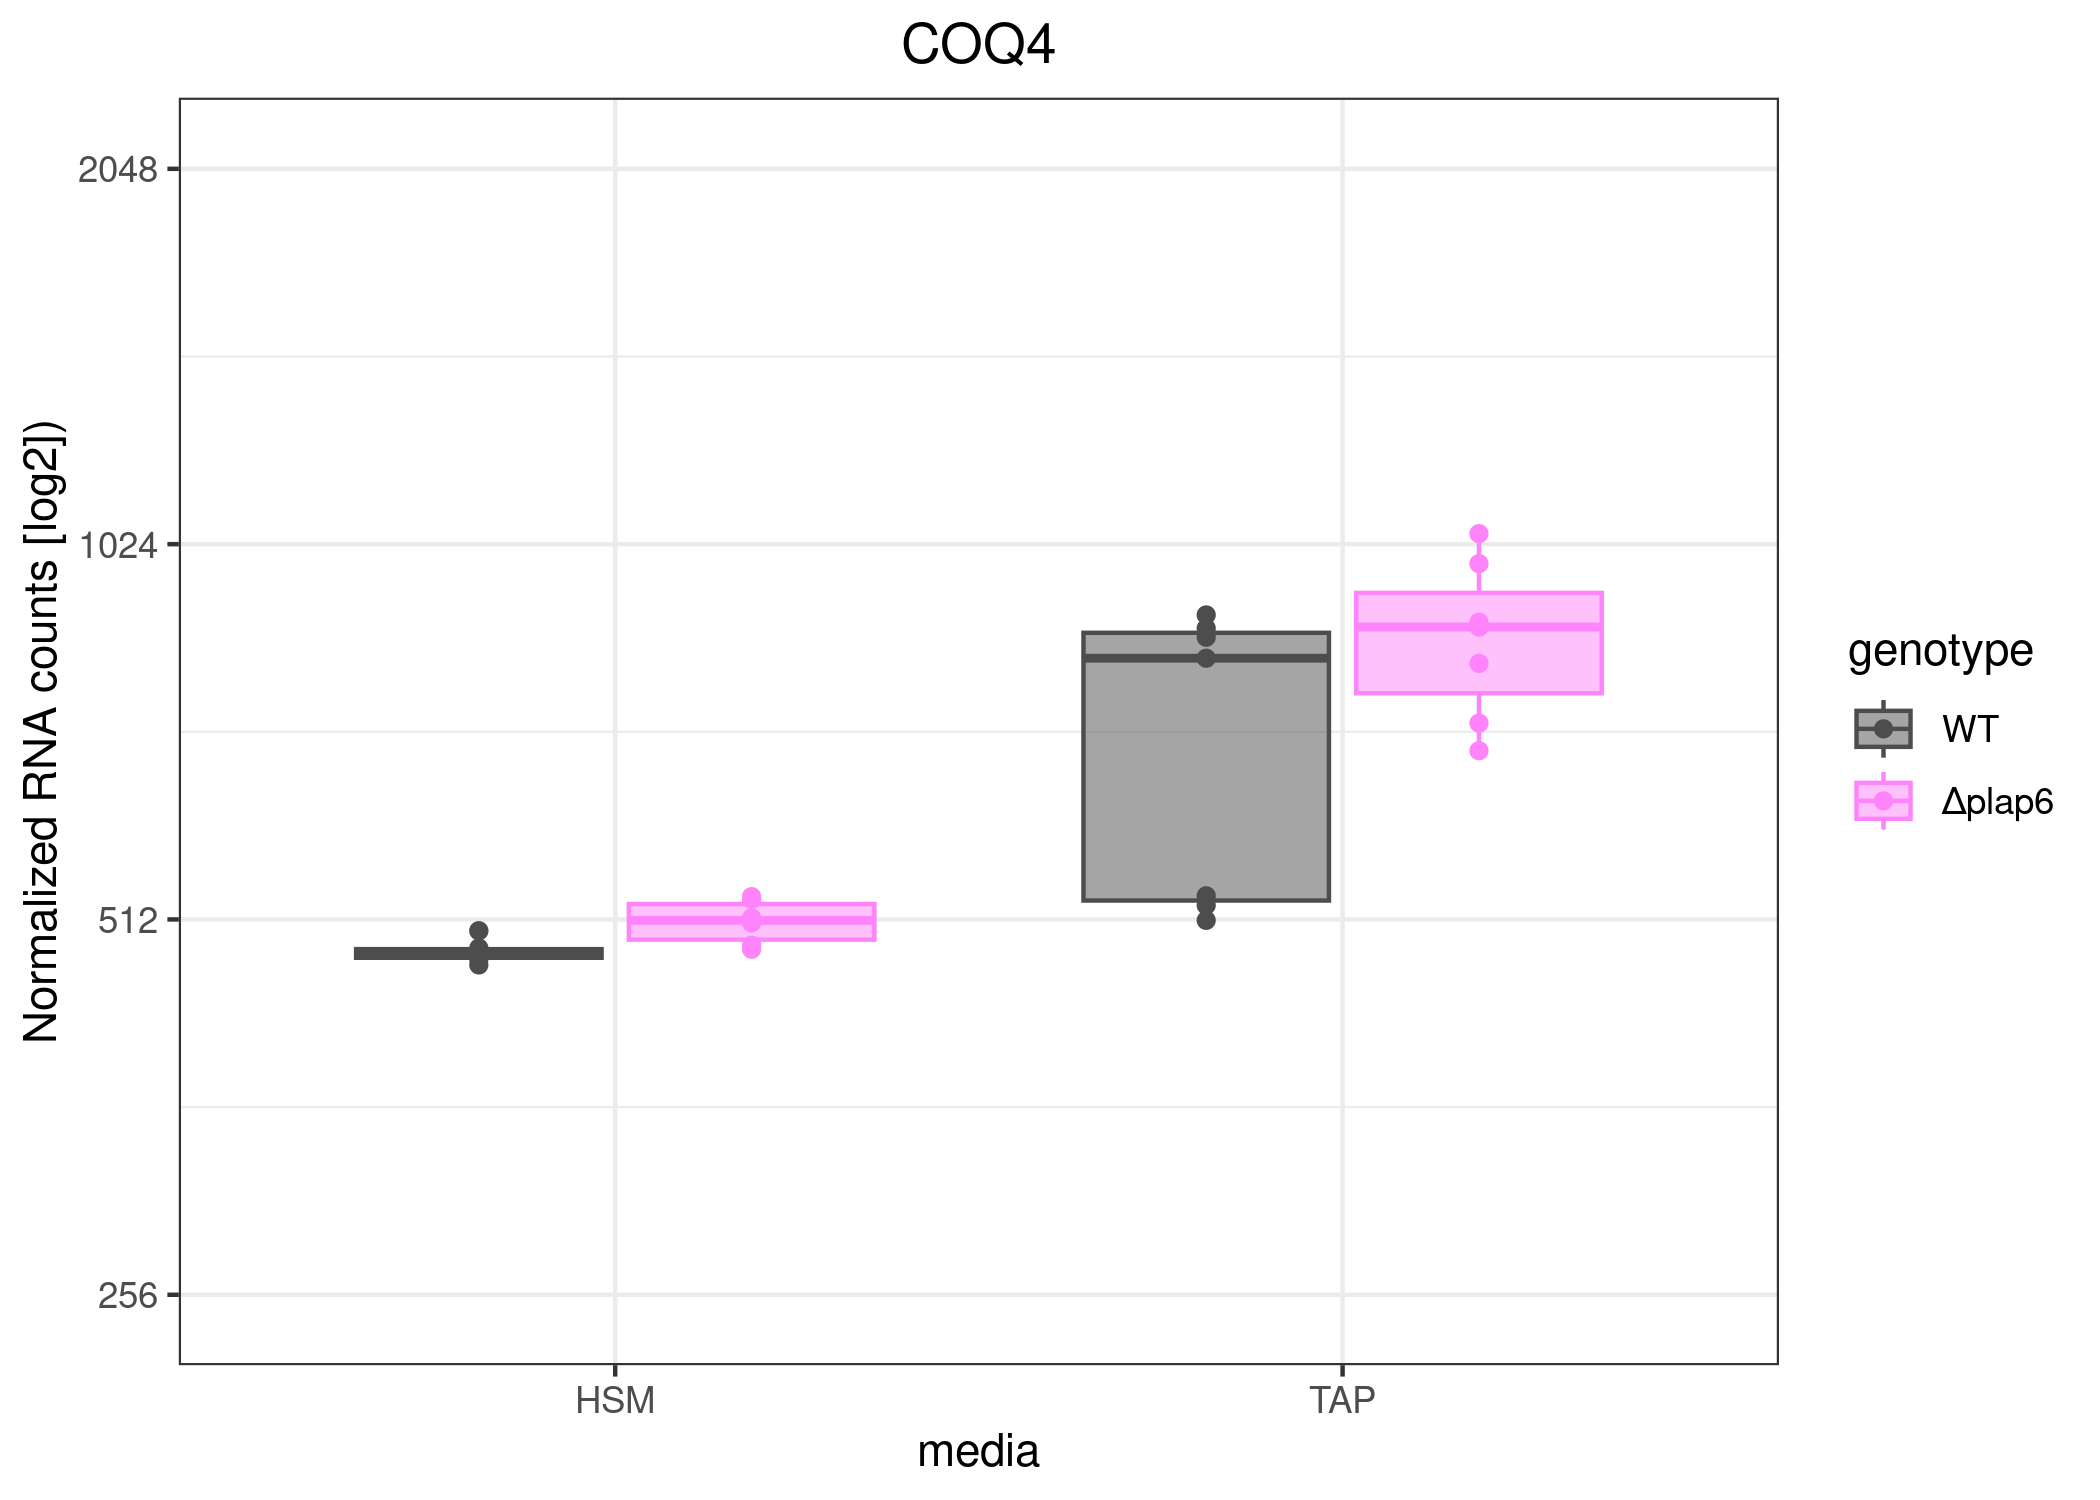 COQ4
Normalized RNA counts [log2])
2048
1024
512
256
HSM
TAP
media
genotype
WT
Δplap6